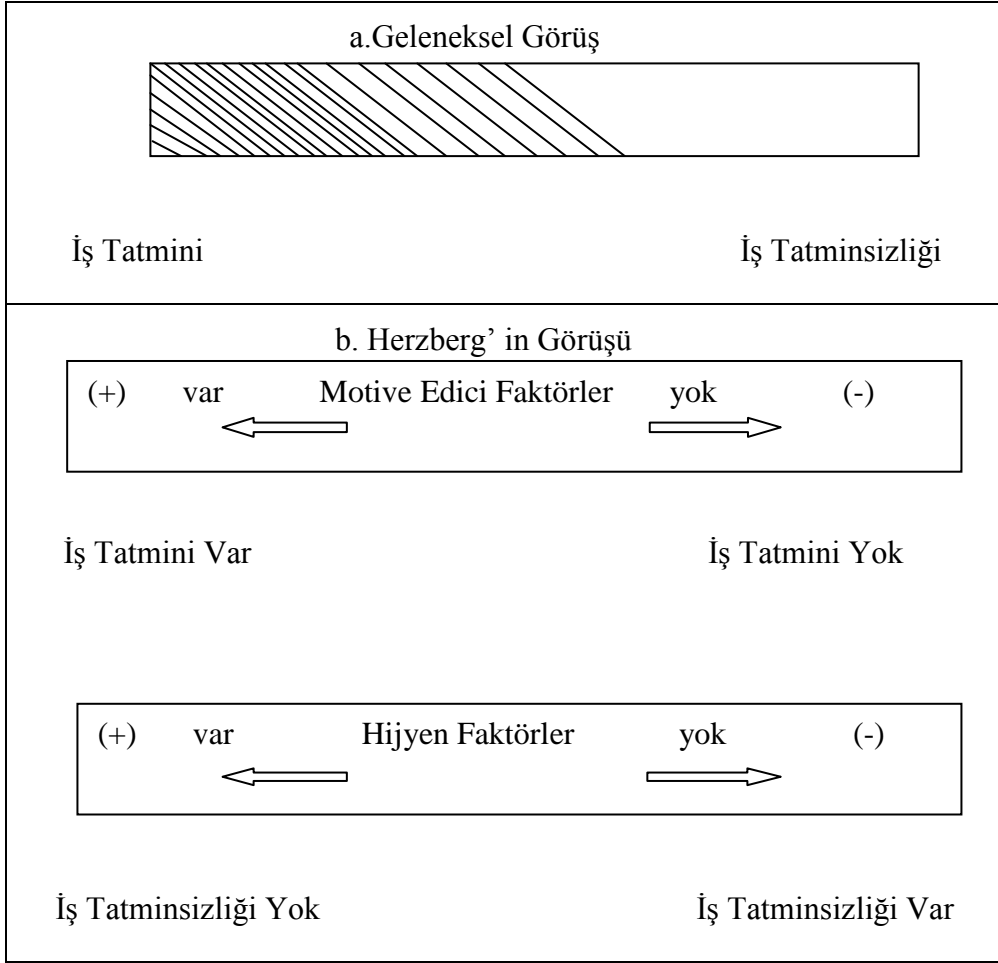 a.Geleneksel Görüş
İş Tatmini İş Tatminsizliği
b. Herzberg’ in Görüşü
(+) var Motive Edici Faktörler yok (-)
İş Tatmini Var İş Tatmini Yok
(+) var Hijyen Faktörler yok (-)
İş Tatminsizliği Yok İş Tatminsizliği Var